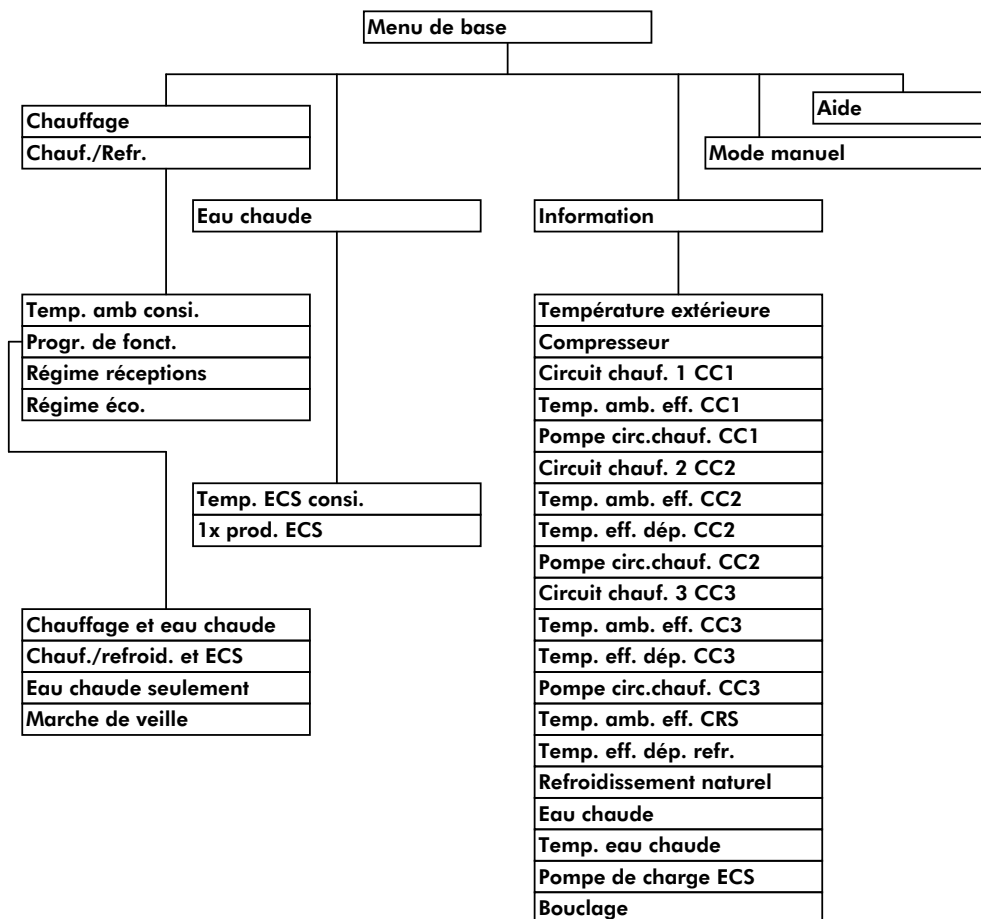 Menu de base
Chauffage
Chauf./Refr.
Aide
Mode manuel
Eau chaude
Information
Temp. amb consi.
Progr. de fonct.
Régime réceptions
Régime éco.
Température extérieure
Compresseur
Circuit chauf. 1 CC1
Temp. amb. eff. CC1
Pompe circ.chauf. CC1
Circuit chauf. 2 CC2
Temp. amb. eff. CC2
Temp. eff. dép. CC2
Pompe circ.chauf. CC2
Circuit chauf. 3 CC3
Temp. amb. eff. CC3
Temp. eff. dép. CC3
Pompe circ.chauf. CC3
Temp. amb. eff. CRS
Temp. eff. dép. refr.
Refroidissement naturel
Eau chaude
Temp. eau chaude
Pompe de charge ECS
Bouclage
Temp. ECS consi.
1x prod. ECS
Chauffage et eau chaude
Chauf./refroid. et ECS
Eau chaude seulement
Marche de veille